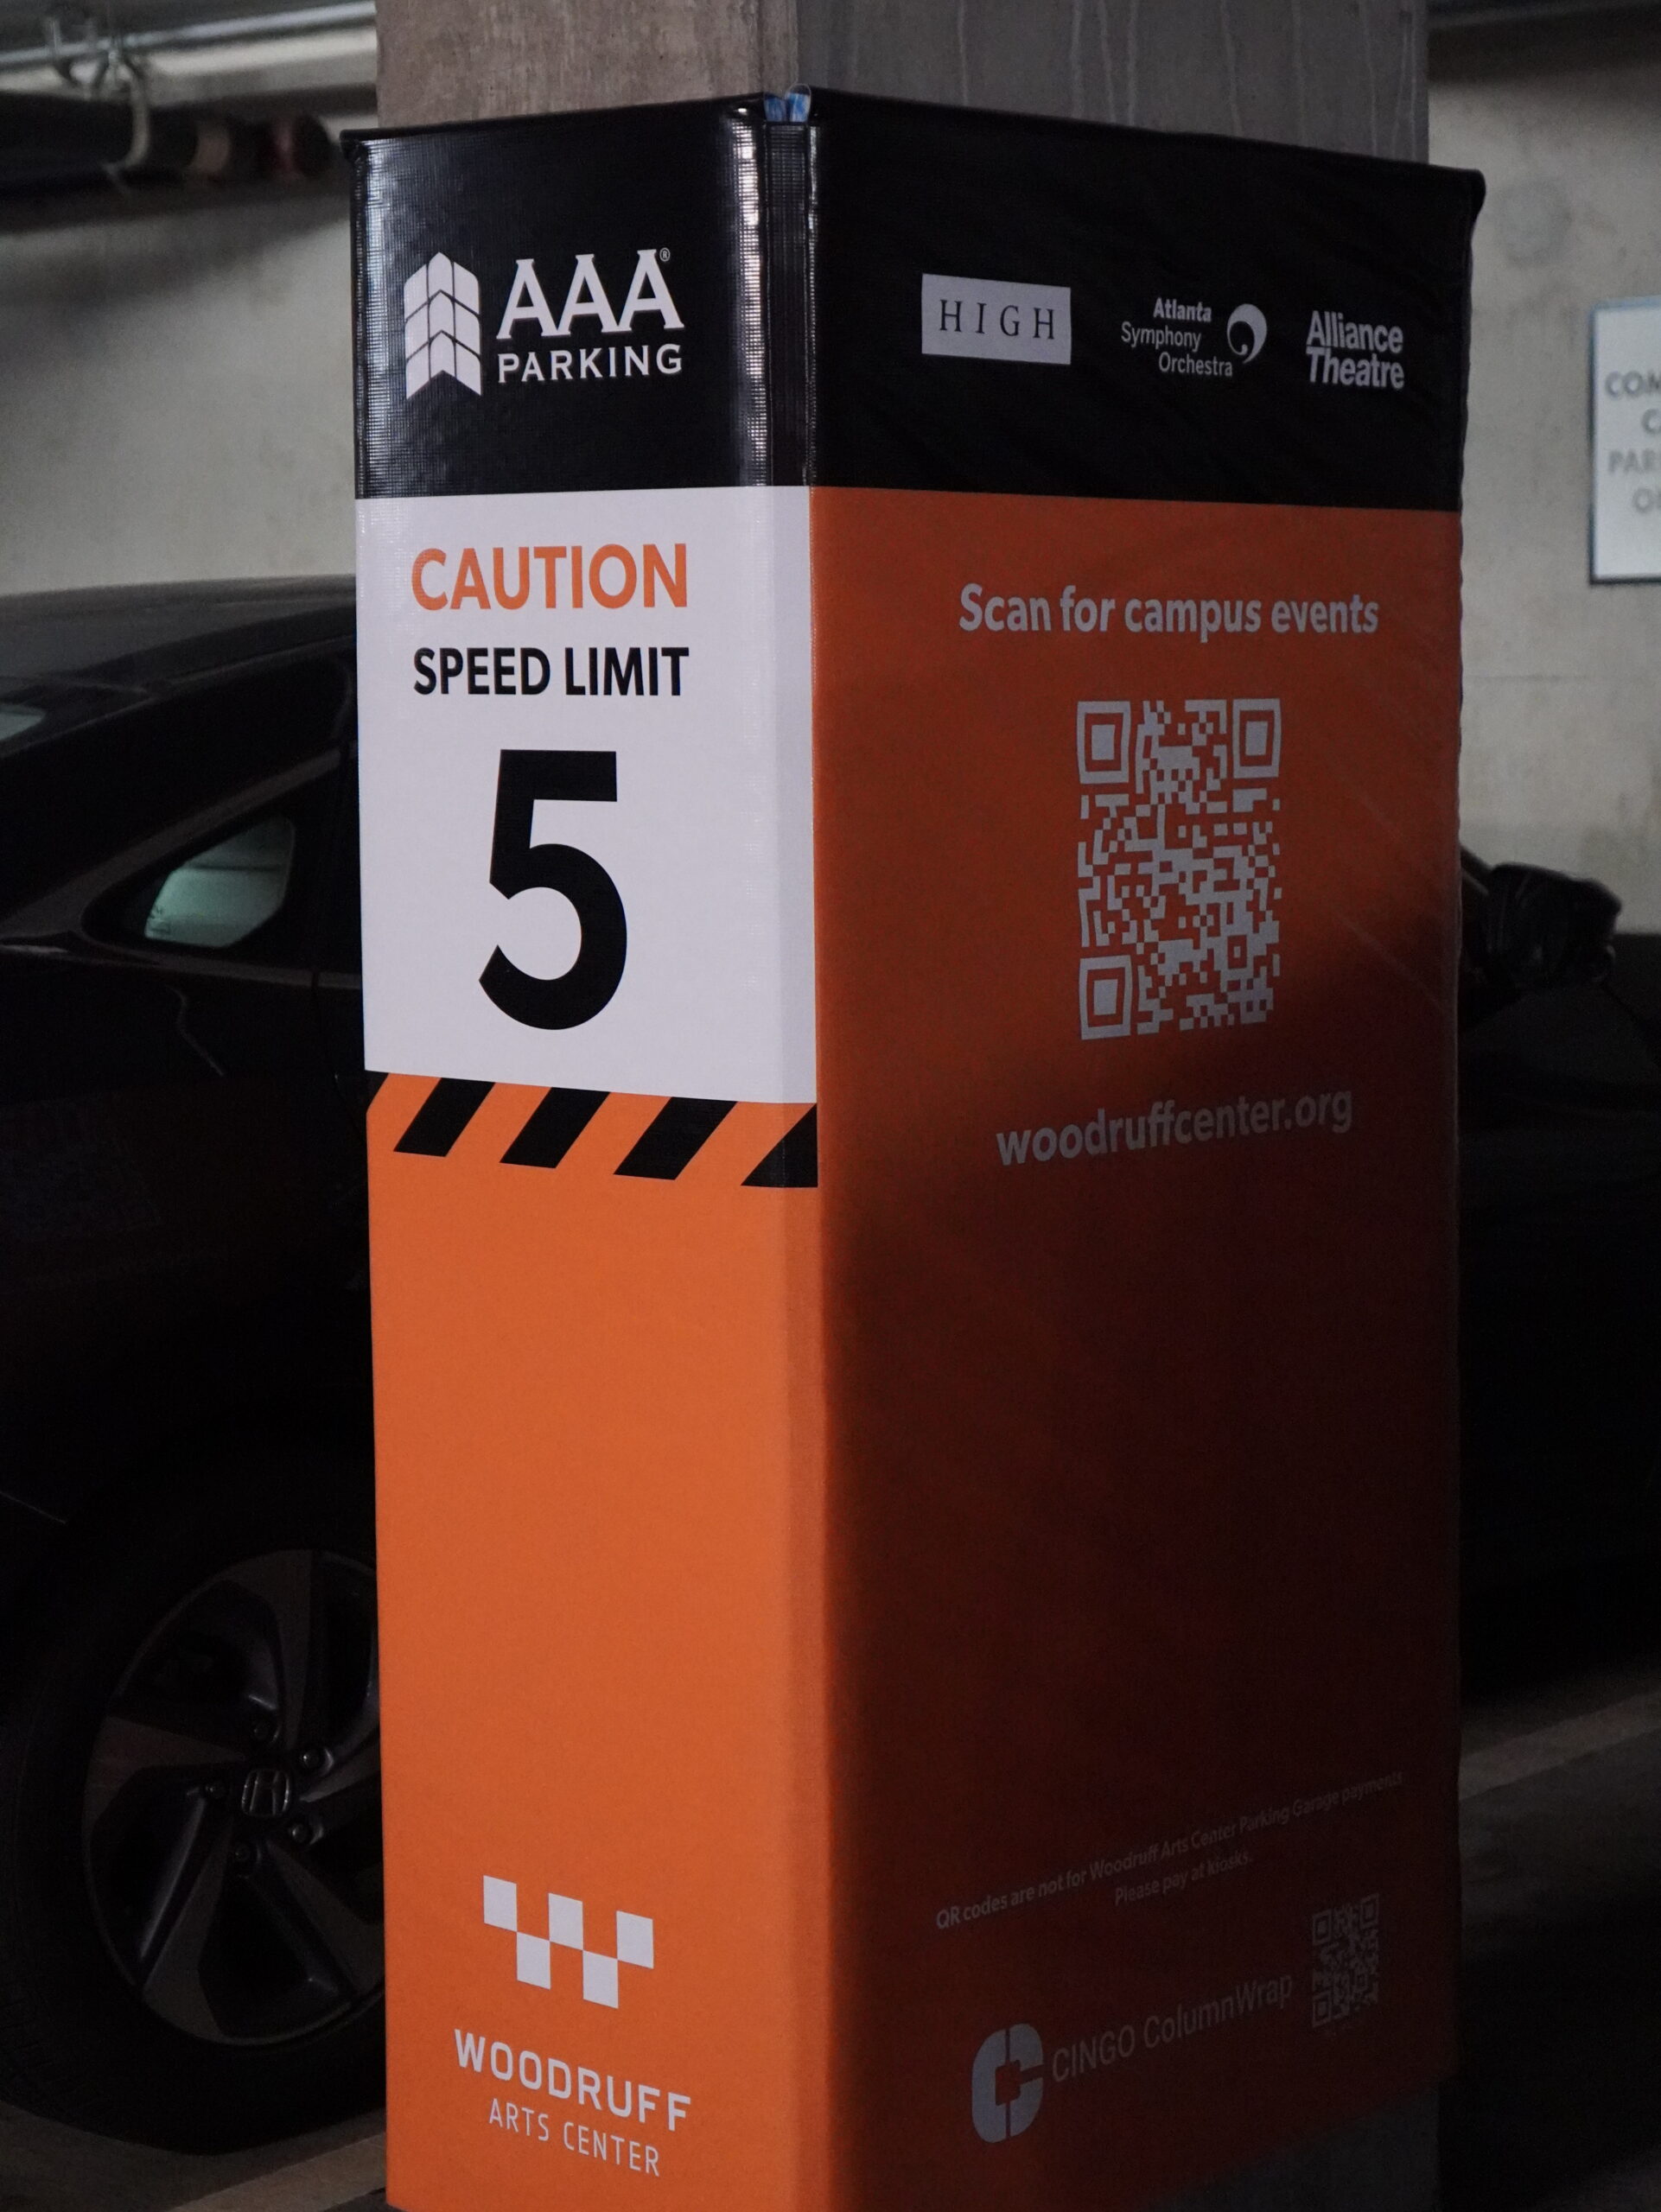 AAA®
PARKING
CAUTION
SPEED LIMIT
5
WOODRUFF
ARTS CENTER
HIGH
Atlanta
Symphony
Orchestra
Alliance
Theatre
Scan for campus events
woodruffcenter.org
QR codes are not for Woodruff Arts Center Parking Garage payments
Please pay at kiosks.
CINGO ColumnWrap